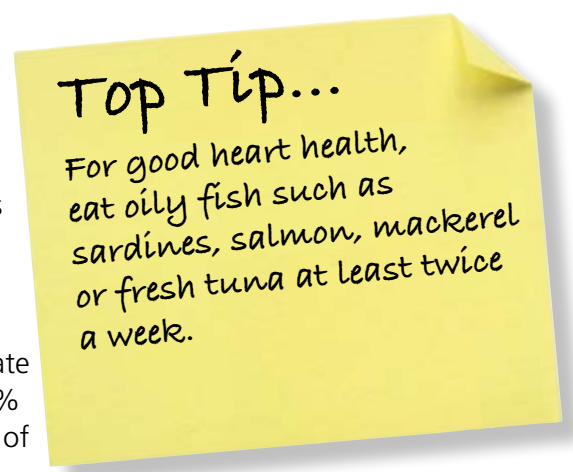 Top Tip...
For good heart health,
eat oily fish such as
sardines, salmon, mackerel
or fresh tuna at least twice
a week.
%
of